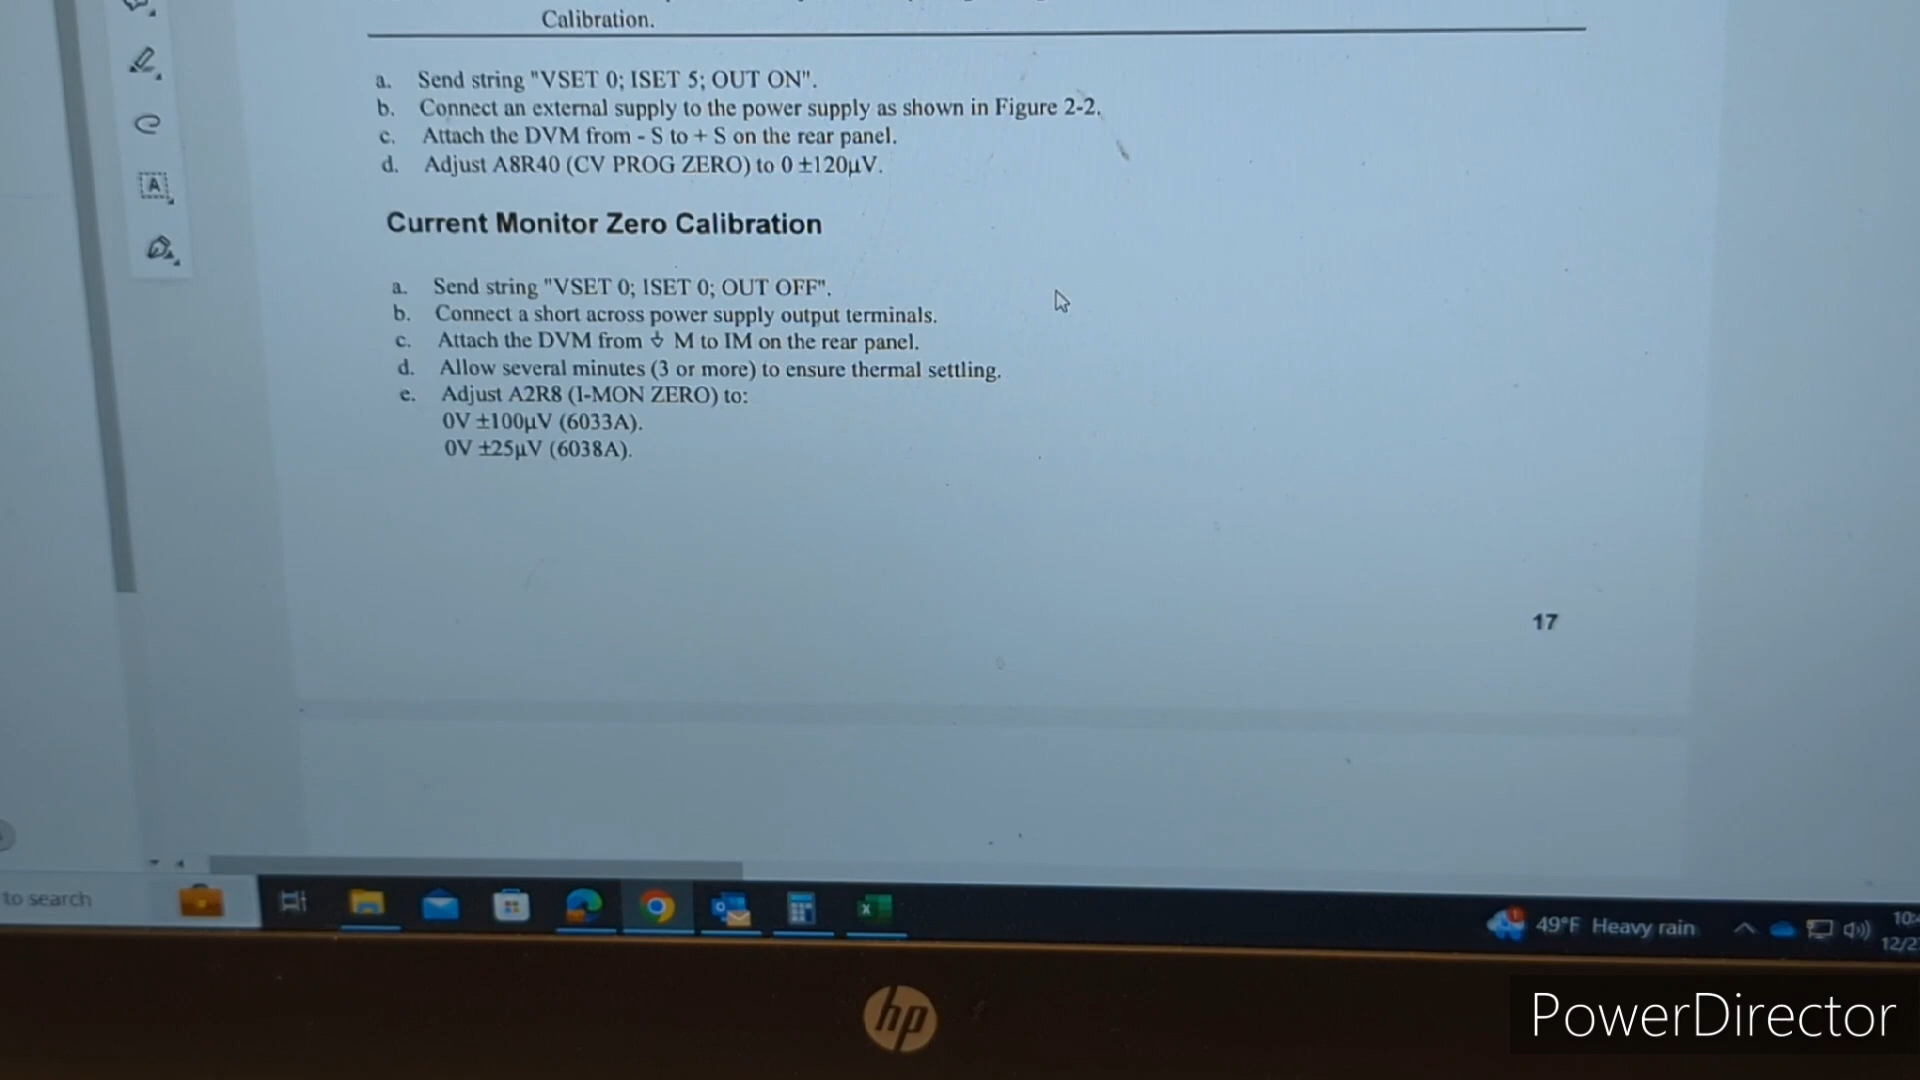 Calibration.
a. Send string "VSET 0; ISET 5; OUT ON".
b. Connect an external supply to the power supply as shown in Figure 2-2.
c. Attach the DVM from - S to + S on the rear panel.
d. Adjust A8R40 (CV PROG ZERO) to 0 ±120µV.
Current Monitor Zero Calibration
a. Send string "VSET 0; ISET 0; OUT OFF".
b. Connect a short across power supply output terminals.
c. Attach the DVM from M to IM on the rear panel.
d. Allow several minutes (3 or more) to ensure thermal settling.
e. Adjust A2R8 (I-MON ZERO) to:
0V ±100µV (6033A).
0V ±25µV (6038A).
17
to search
49°F Heavy rain
10:
12/2
hp
PowerDirector